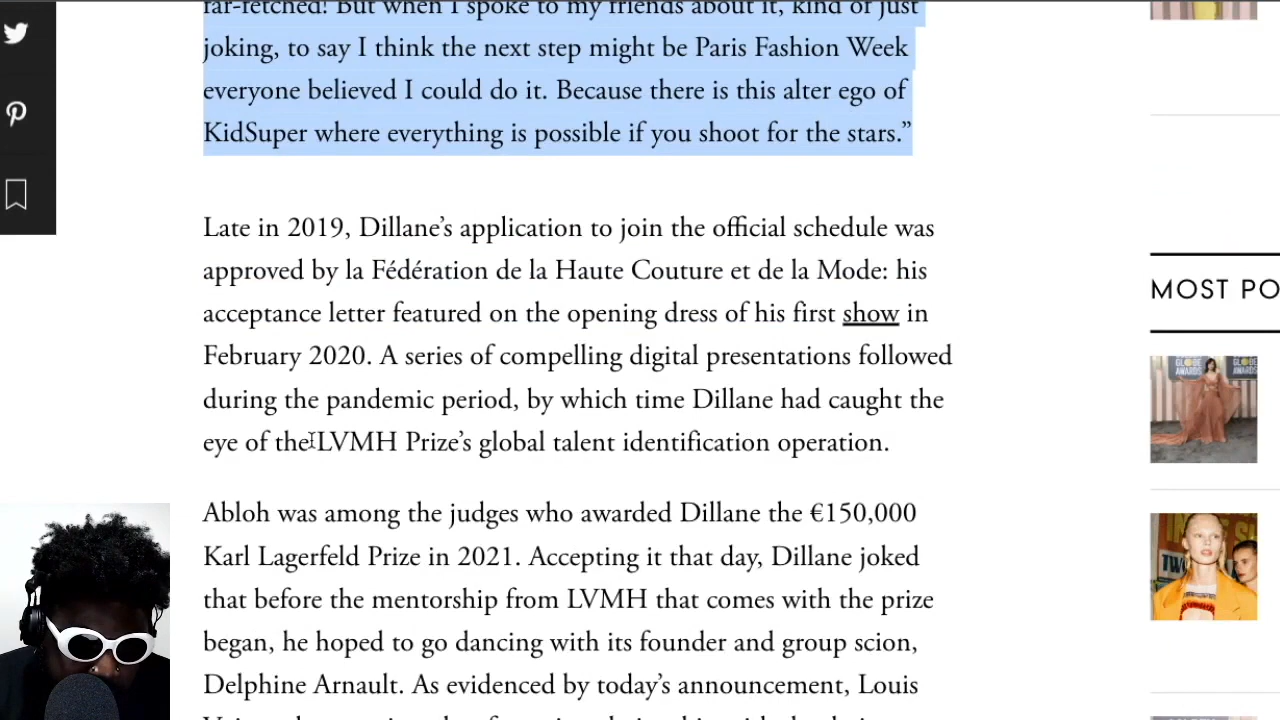 far-fetched! But when I spoke to my friends about it, kind of just
joking, to say I think the next step might be Paris Fashion Week
everyone believed I could do it. Because there is this alter ego of
KidSuper where everything is possible if you shoot for the stars.”
Late in 2019, Dillane’s application to join the official schedule was
approved by la Fédération de la Haute Couture et de la Mode: his
acceptance letter featured on the opening dress of his first show in
February 2020. A series of compelling digital presentations followed
during the pandemic period, by which time Dillane had caught the
eye of the LVMH Prize’s global talent identification operation.
Abloh was among the judges who awarded Dillane the €150,000
Karl Lagerfeld Prize in 2021. Accepting it that day, Dillane joked
that before the mentorship from LVMH that comes with the prize
began, he hoped to go dancing with its founder and group scion,
Delphine Arnault. As evidenced by today’s announcement, Louis
MOST PO